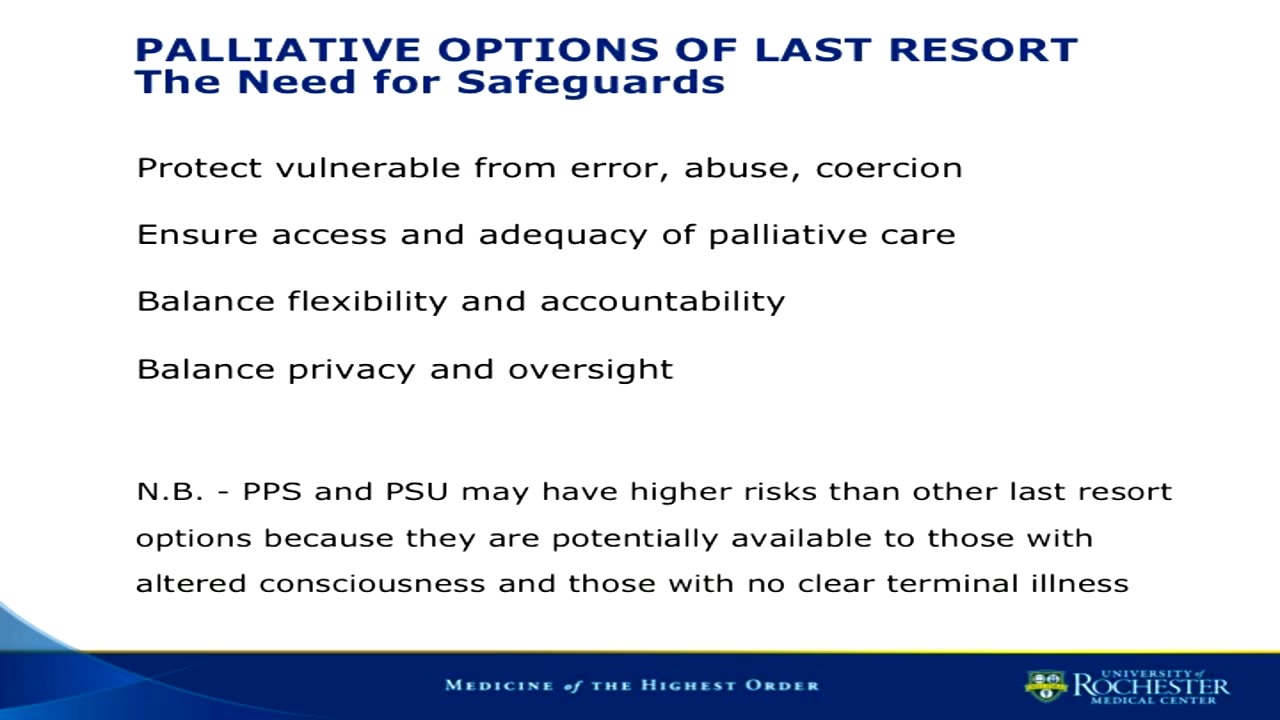 PALLIATIVE OPTIONS OF LAST RESORT
The Need for Safeguards
Protect vulnerable from error, abuse, coercion
Ensure access and adequacy of palliative care
Balance flexibility and accountability
Balance privacy and oversight
N.B. - PPS and PSU may have higher risks than other last resort
options because they are potentially available to those with
altered consciousness and those with no clear terminal illness
MEDICINE of THE HIGHEST ORDER
UNIVERSITY of
ROCHESTER
MEDICAL CENTER